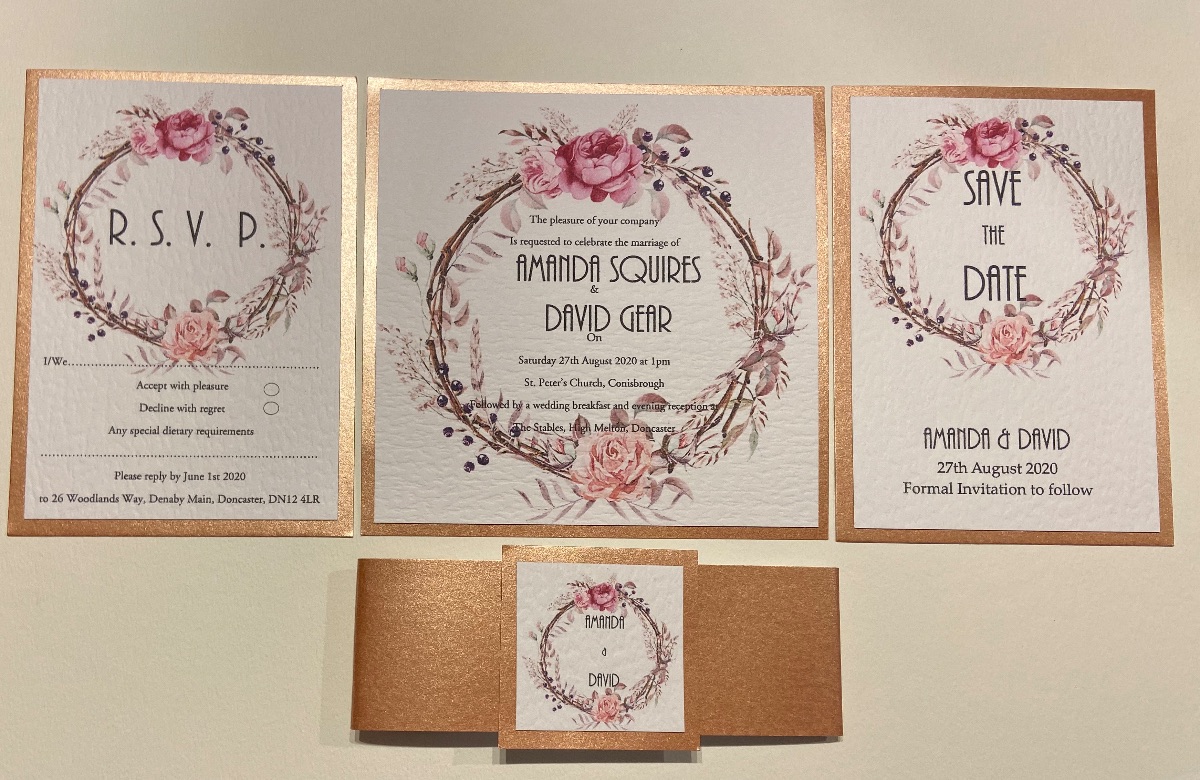 R. S. V. P.
I/We........................................................................
Accept with pleasure
Decline with regret
Any special dietary requirements
........................................................................
Please reply by June 1st 2020
to 26 Woodlands Way, Denaby Main, Doncaster, DN12 4LR
The pleasure of your company
Is requested to celebrate the marriage of
AMANDA SQUIRES
&
DAVID GEAR
On
Saturday 27th August 2020 at 1pm
St. Peter's Church, Conisbrough
Followed by a wedding breakfast and evening reception at
The Stables, High Melton, Doncaster
SAVE
THE
DATE
AMANDA & DAVID
27th August 2020
Formal Invitation to follow
AMANDA
&
DAVID